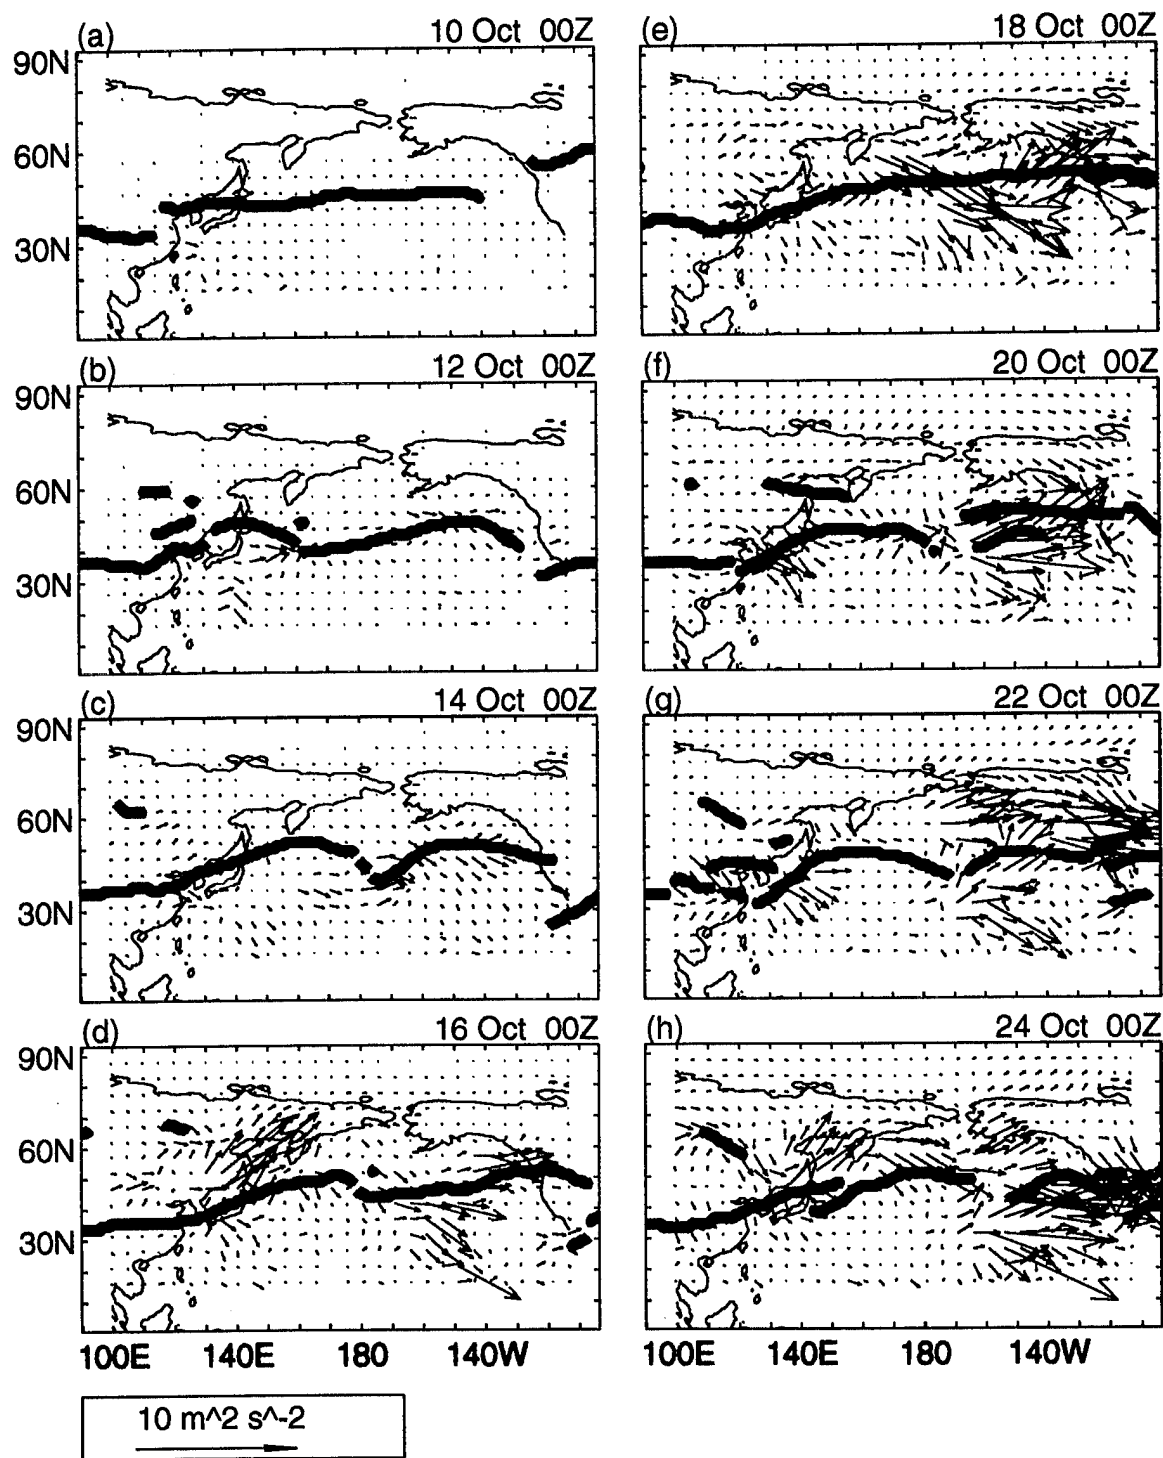 (a) 10 Oct 00Z
90N
60N
30N
(e) 18 Oct 00Z
(b) 12 Oct 00Z
90N
60N
30N
(f) 20 Oct 00Z
(c) 14 Oct 00Z
90N
60N
30N
(g) 22 Oct 00Z
(d) 16 Oct 00Z
90N
60N
30N
(h) 24 Oct 00Z
100E 140E 180 140W
100E 140E 180 140W
10 m^2 s^-2